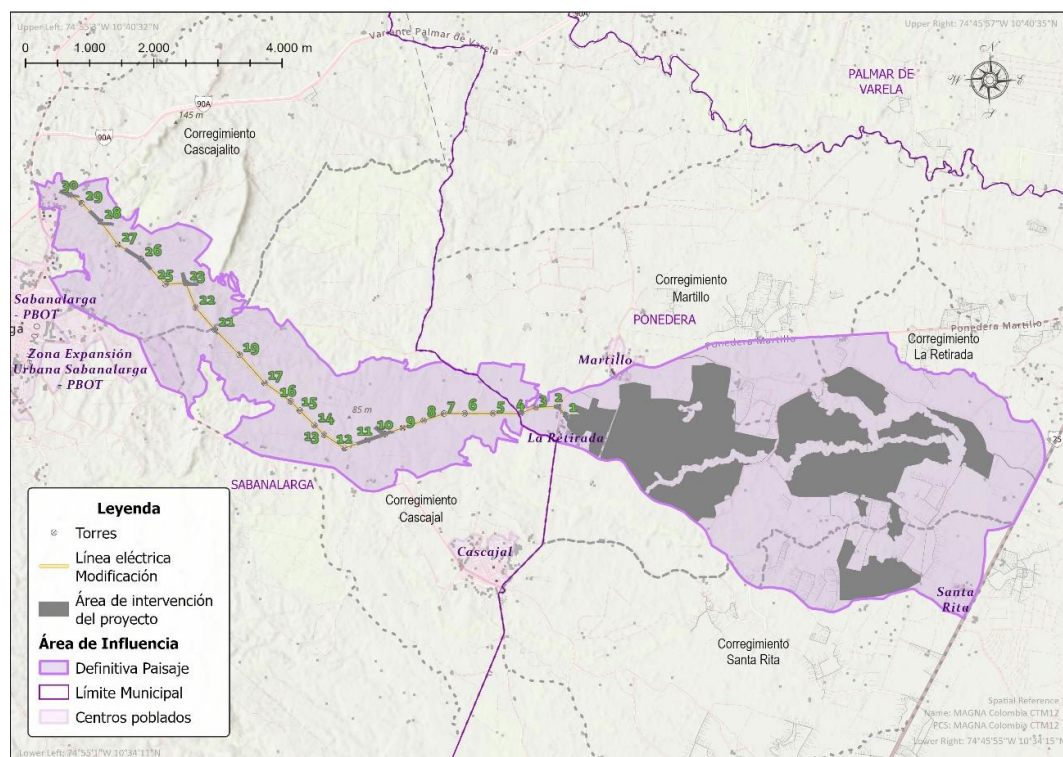 Upper Left: 74°55'3"W 10°40'32"N
Upper Right: 74°45'57"W 10°40'35"N
0 1.000 2.000 4.000 m
90A
Variante Palmar de Varela
N
W E
PALMAR DE
VARELA
90A
145 m
Corregimiento
Cascajalito
90A
30
29
28
27
26
25
23
22
21
19
17
16
15
14
13
12
11
10
9
8
7
6
5
4
3
2
1
85 m
Sabanalarga
- PBOT
ga
Zona Expansión
Urbana Sabanalarga
- PBOT
Corregimiento
Martillo
PONEDERA
Ponedera Martillo
Ponedera Martillo
Corregimiento
La Retirada
Martillo
La Retirada
25
SABANALARGA
Corregimiento
Cascajal
Cascajal
Santa
Rita
Corregimiento
Santa Rita
Leyenda
Torres
Línea eléctrica
Modificación
Área de intervención
del proyecto
Área de Influencia
Definitiva Paisaje
Límite Municipal
Centros poblados
Spatial Reference
Name: MAGNA Colombia CTM12
PCS: MAGNA Colombia CTM12
Lower Left: 74°55'1"W 10°34'11"N
Lower Right: 74°45'55"W 10°34'15"N